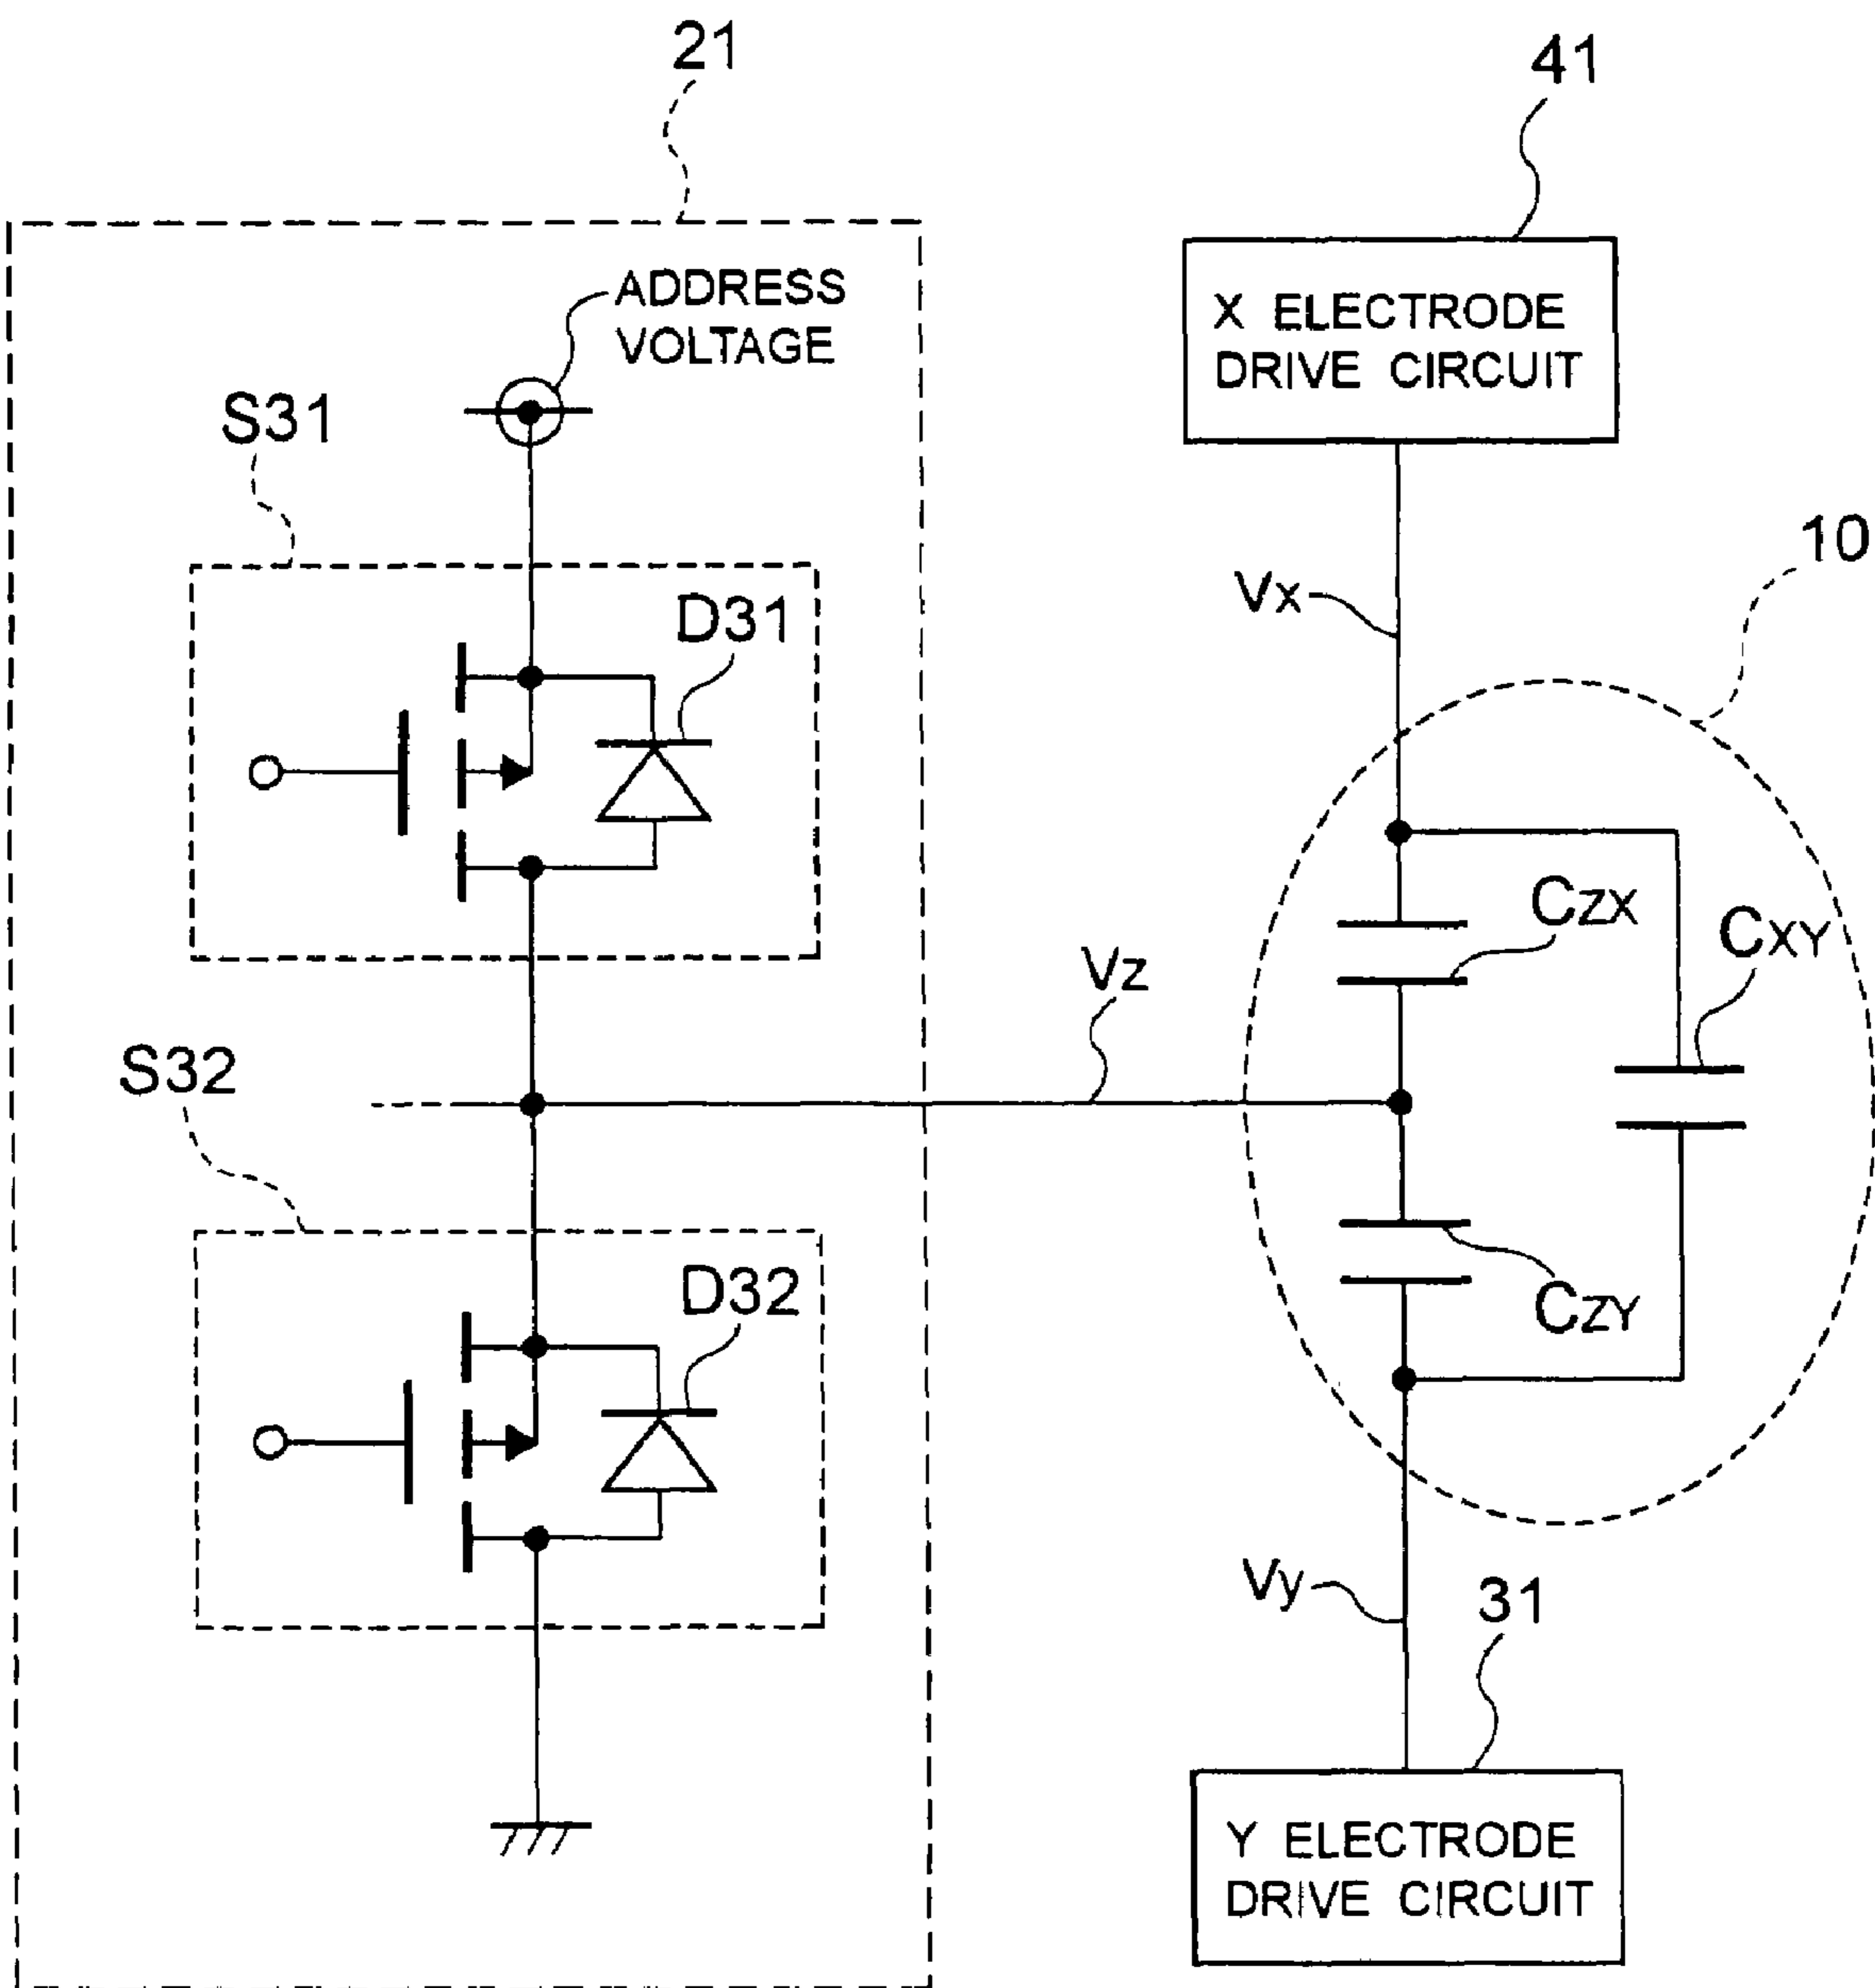 21
41
ADDRESS
VOLTAGE
X ELECTRODE
DRIVE CIRCUIT
S31
10
D31
Vx
CZX
CXY
Vz
S32
D32
CZY
Vy
31
Y ELECTRODE
DRIVE CIRCUIT